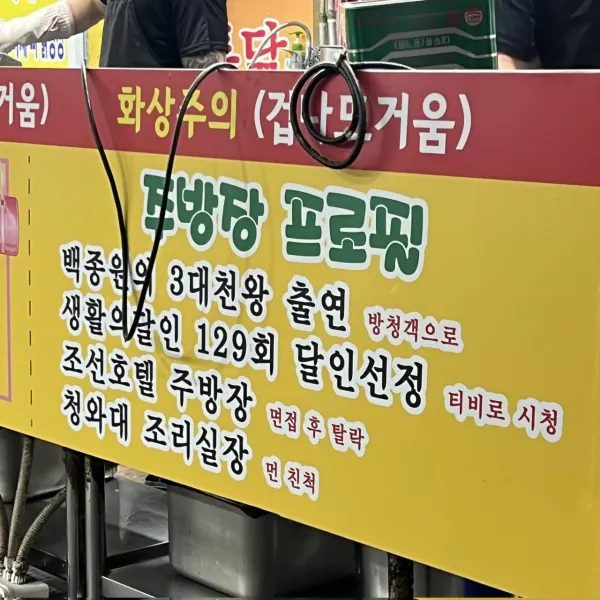 거움)
화상주의 (겁나뜨거움)
주방장 프로필
백종원의 3대천왕 출연 방청객으로
생활의달인 129회 달인선정 티비로 시청
조선호텔 주방장 면접 후 탈락
청와대 조리실장 먼 친척